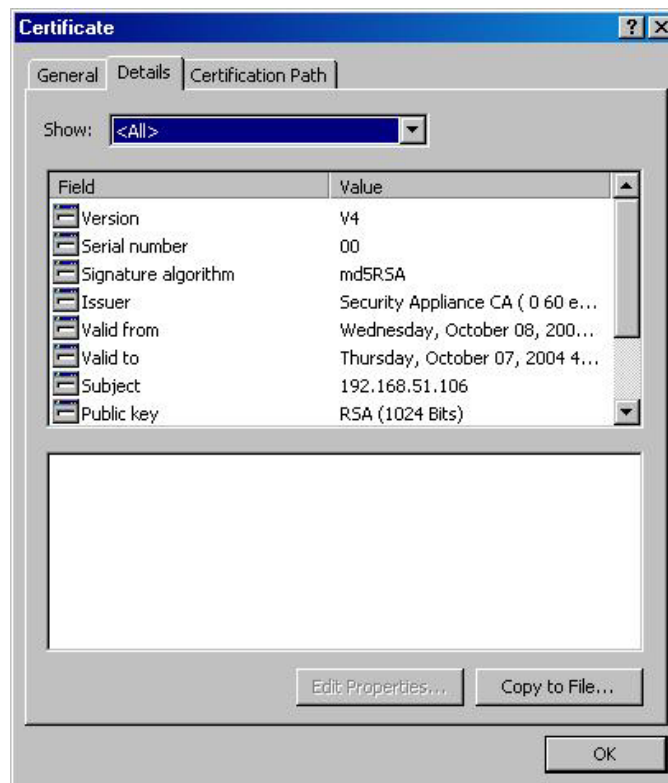 Certificate
General Details Certification Path
Show: <All>
Field Value
Version V4
Serial number 00
Signature algorithm md5RSA
Issuer Security Appliance CA ( 0 60 e...
Valid from Wednesday, October 08, 200...
Valid to Thursday, October 07, 2004 4...
Subject 192.168.51.106
Public key RSA (1024 Bits)
Edit Properties... Copy to File...
OK